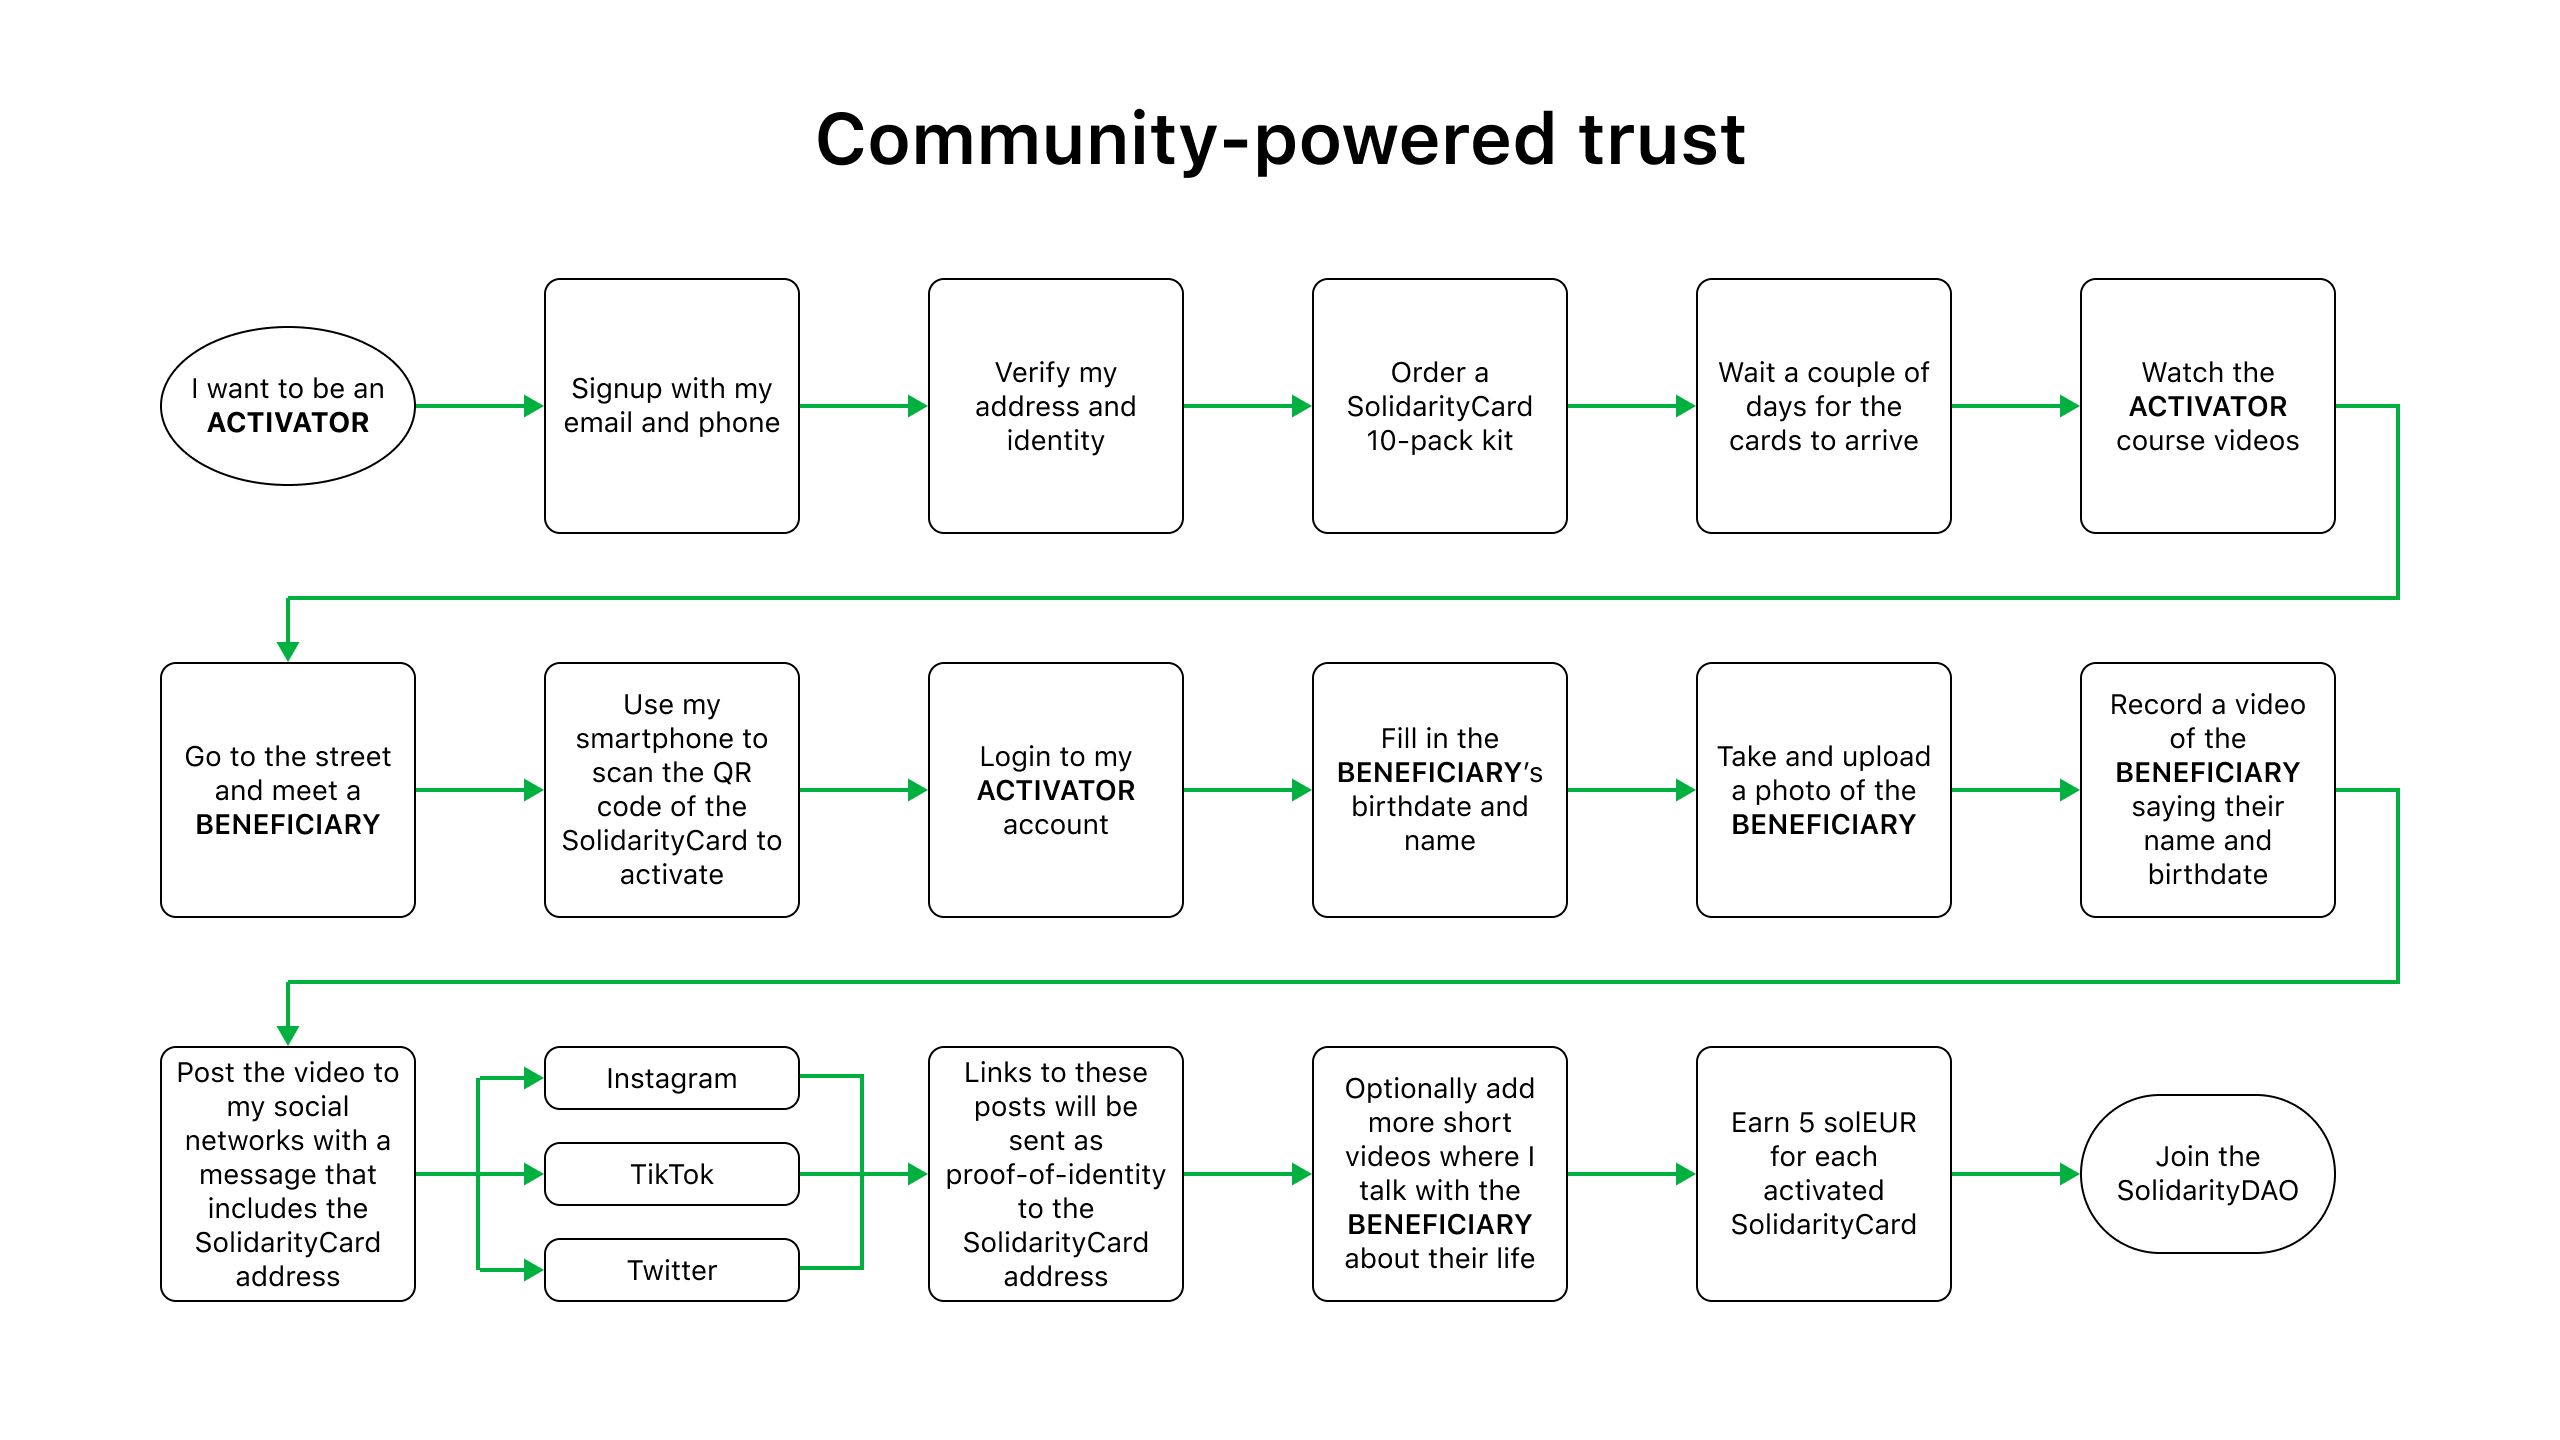 Community-powered trust
I want to be an
ACTIVATOR
Signup with my
email and phone
Verify my
address and
identity
Order a
SolidarityCard
10-pack kit
Wait a couple of
days for the
cards to arrive
Watch the
ACTIVATOR
course videos
Go to the street
and meet a
BENEFICIARY
Use my
smartphone to
scan the QR
code of the
SolidarityCard to
activate
Login to my
ACTIVATOR
account
Fill in the
BENEFICIARY’s
birthdate and
name
Take and upload
a photo of the
BENEFICIARY
Record a video
of the
BENEFICIARY
saying their
name and
birthdate
Post the video to
my social
networks with a
message that
includes the
SolidarityCard
address
Instagram
TikTok
Twitter
Links to these
posts will be
sent as
proof-of-identity
to the
SolidarityCard
address
Optionally add
more short
videos where I
talk with the
BENEFICIARY
about their life
Earn 5 solEUR
for each
activated
SolidarityCard
Join the
SolidarityDAO